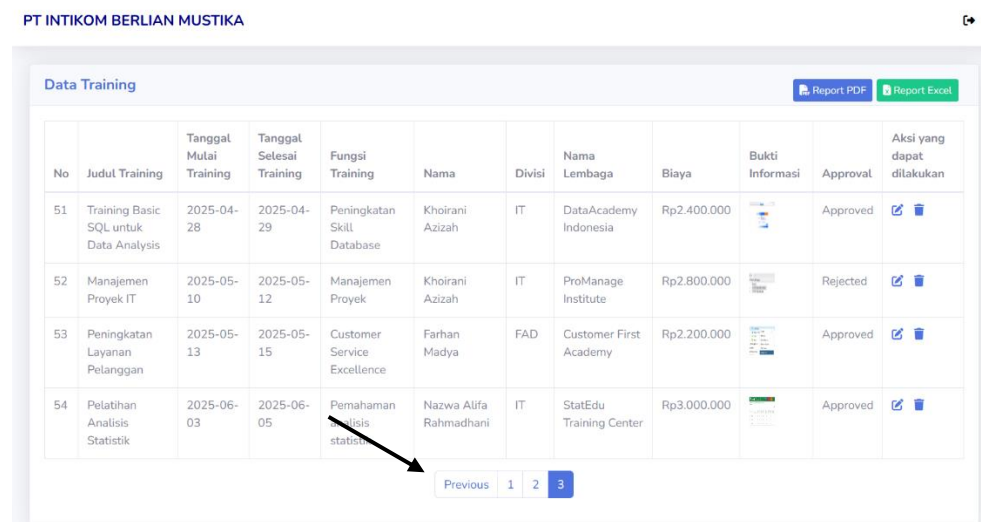 PT INTIKOM BERLIAN MUSTIKA
Data Training
Report PDF
Report Excel
No
Judul Training
Tanggal
Mulai
Training
Tanggal
Selesai
Training
Fungsi
Training
Nama
Divisi
Nama
Lembaga
Biaya
Bukti
Informasi
Approval
Aksi yang
dapat
dilakukan
51
Training Basic
SQL untuk
Data Analysis
2025-04-
28
2025-04-
29
Peningkatan
Skill
Database
Khoirani
Azizah
IT
DataAcademy
Indonesia
Rp2.400.000
Approved
52
Manajemen
Proyek IT
2025-05-
10
2025-05-
12
Manajemen
Proyek
Khoirani
Azizah
IT
ProManage
Institute
Rp2.800.000
Rejected
53
Peningkatan
Layanan
Pelanggan
2025-05-
13
2025-05-
15
Customer
Service
Excellence
Farhan
Madya
FAD
Customer First
Academy
Rp2.200.000
Approved
54
Pelatihan
Analisis
Statistik
2025-06-
03
2025-06-
05
Pemahaman
analisis
statistik
Nazwa Alifa
Rahmadhani
IT
StatEdu
Training Center
Rp3.000.000
Approved
Previous 1 2 3